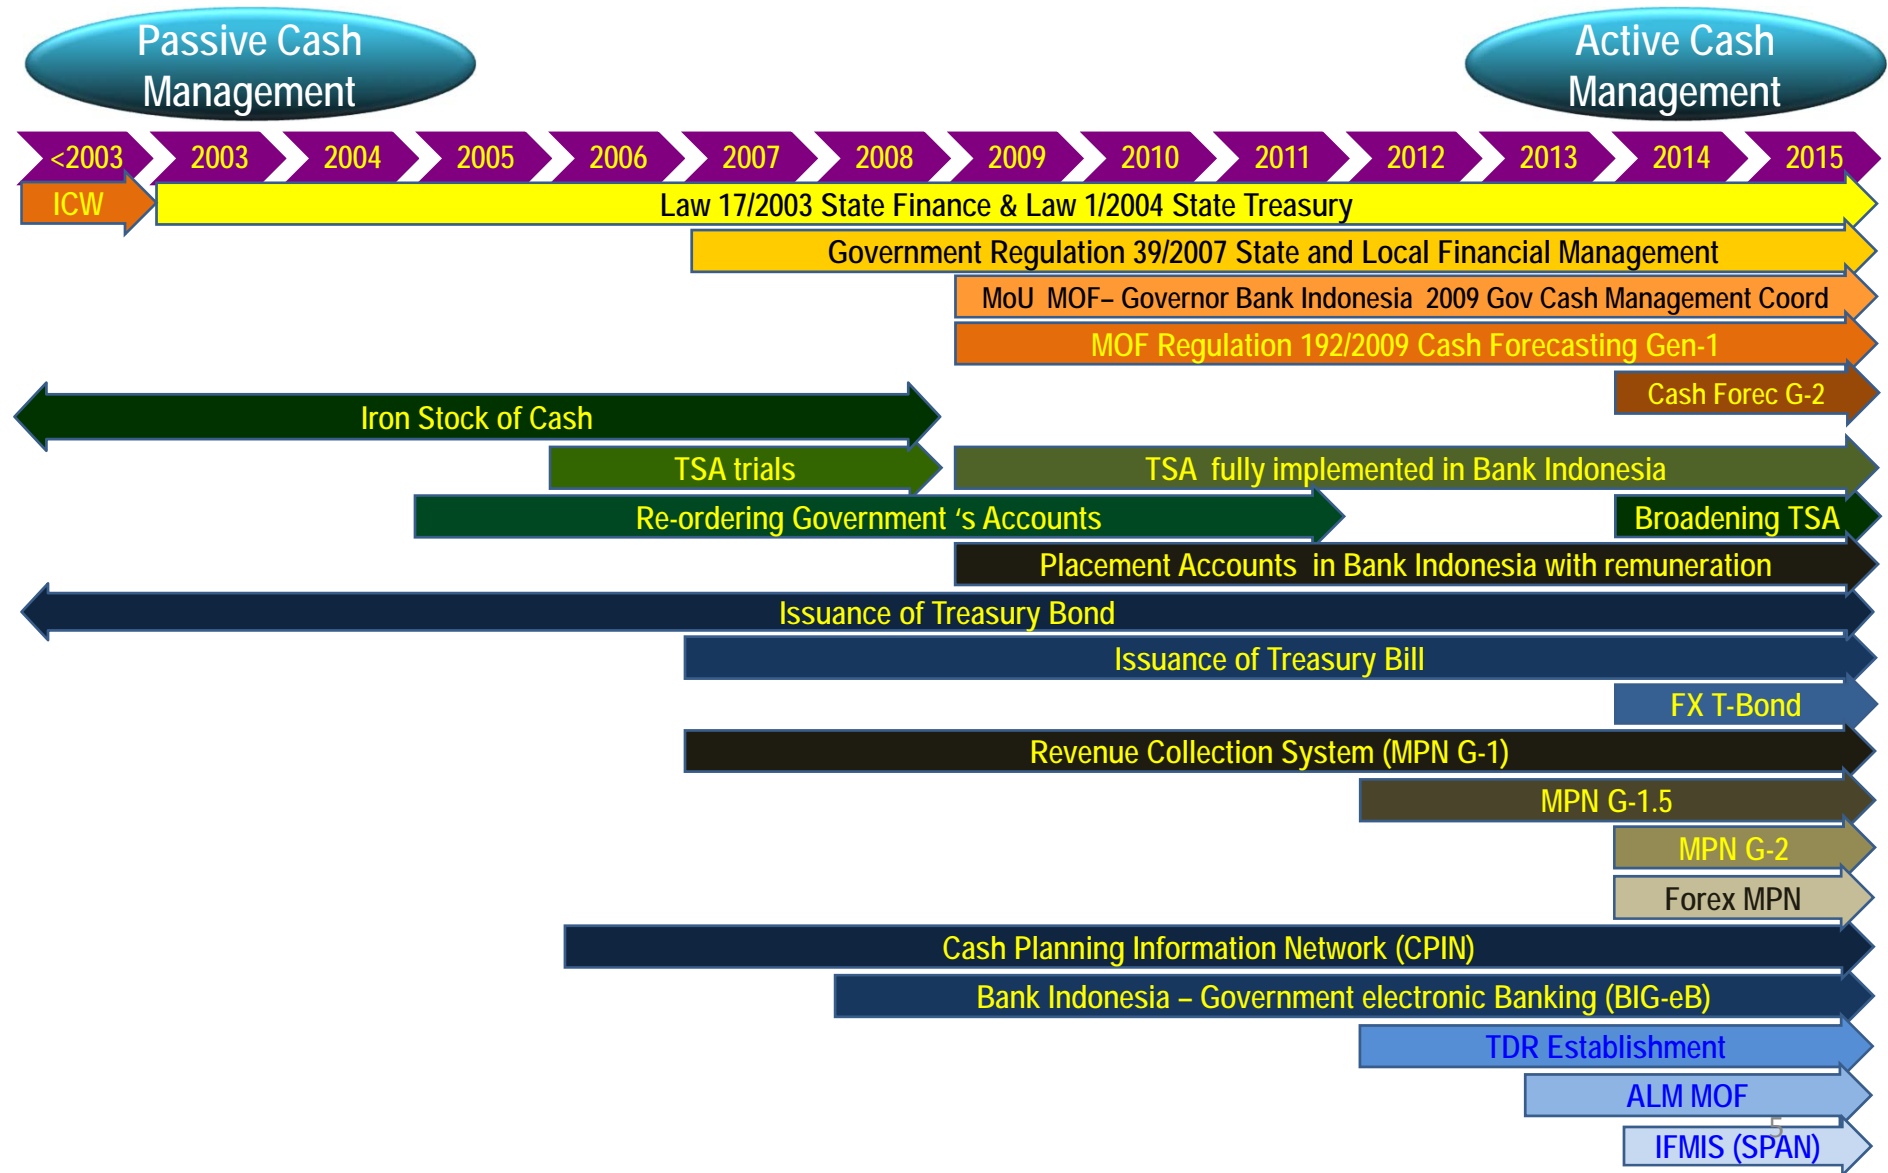 Passive Cash
Management
Active Cash
Management
<2003 2003 2004 2005 2006 2007 2008 2009 2010 2011 2012 2013 2014 2015
ICW
Law 17/2003 State Finance & Law 1/2004 State Treasury
Government Regulation 39/2007 State and Local Financial Management
MoU MOF– Governor Bank Indonesia 2009 Gov Cash Management Coord
MOF Regulation 192/2009 Cash Forecasting Gen-1
Cash Forec G-2
Iron Stock of Cash
TSA trials
TSA fully implemented in Bank Indonesia
Re-ordering Government ‘s Accounts
Broadening TSA
Placement Accounts in Bank Indonesia with remuneration
Issuance of Treasury Bond
Issuance of Treasury Bill
FX T-Bond
Revenue Collection System (MPN G-1)
MPN G-1.5
MPN G-2
Forex MPN
Cash Planning Information Network (CPIN)
Bank Indonesia – Government electronic Banking (BIG-eB)
TDR Establishment
ALM MOF
5
IFMIS (SPAN)